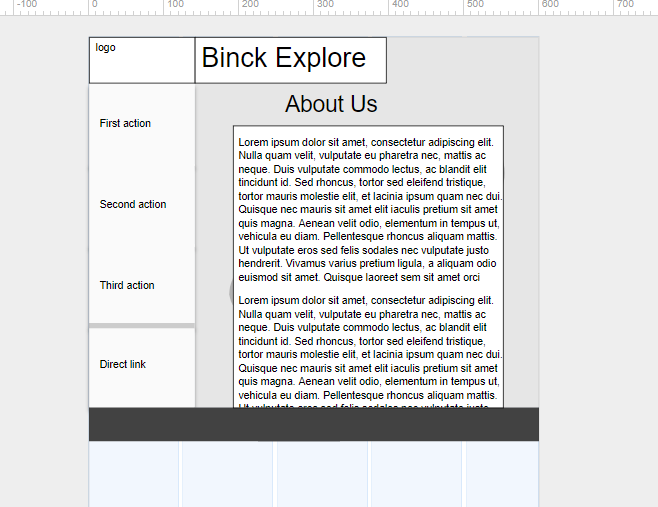 -100 0 100 200 300 400 500 600 700
logo
Binck Explore
About Us
First action
Second action
Third action
Direct link
Lorem ipsum dolor sit amet, consectetur adipiscing elit.
Nulla quam velit, vulputate eu pharetra nec, mattis ac
neque. Duis vulputate commodo lectus, ac blandit elit
tincidunt id. Sed rhoncus, tortor sed eleifend tristique,
tortor mauris molestie elit, et lacinia ipsum quam nec dui.
Quisque nec mauris sit amet elit iaculis pretium sit amet
quis magna. Aenean velit odio, elementum in tempus ut,
vehicula eu diam. Pellentesque rhoncus aliquam mattis.
Ut vulputate eros sed felis sodales nec vulputate justo
hendrerit. Vivamus varius pretium ligula, a aliquam odio
euismod sit amet. Quisque laoreet sem sit amet orci
Lorem ipsum dolor sit amet, consectetur adipiscing elit.
Nulla quam velit, vulputate eu pharetra nec, mattis ac
neque. Duis vulputate commodo lectus, ac blandit elit
tincidunt id. Sed rhoncus, tortor sed eleifend tristique,
tortor mauris molestie elit, et lacinia ipsum quam nec dui.
Quisque nec mauris sit amet elit iaculis pretium sit amet
quis magna. Aenean velit odio, elementum in tempus ut,
vehicula eu diam. Pellentesque rhoncus aliquam mattis.